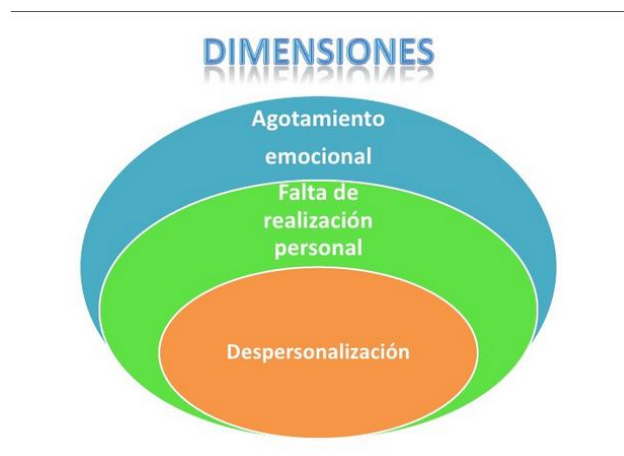 DIMENSIONES
Agotamiento
emocional
Falta de
realización
personal
Despersonalización